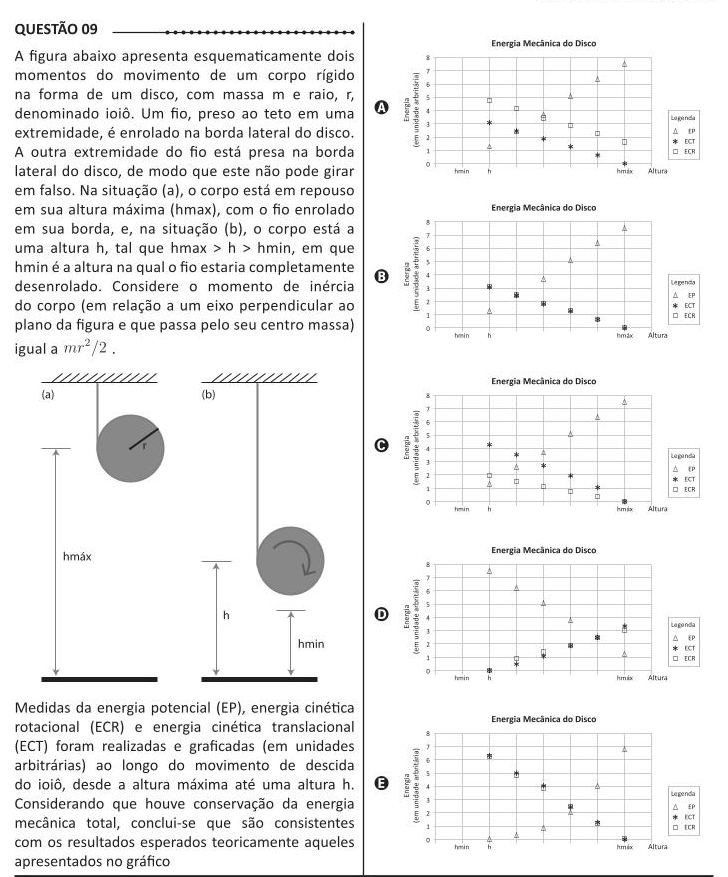 QUESTÃO 09
A figura abaixo apresenta esquematicamente dois
momentos do movimento de um corpo rígido
na forma de um disco, com massa m e raio, r,
denominado ioiô. Um fio, preso ao teto em uma
extremidade, é enrolado na borda lateral do disco.
A outra extremidade do fio está presa na borda
lateral do disco, de modo que este não pode girar
em falso. Na situação (a), o corpo está em repouso
em sua altura máxima (hmax), com o fio enrolado
em sua borda, e, na situação (b), o corpo está a
uma altura h, tal que hmax > h > hmin, em que
hmin é a altura na qual o fio estaria completamente
desenrolado. Considere o momento de inércia
do corpo (em relação a um eixo perpendicular ao
plano da figura e que passa pelo seu centro massa)
igual a mr²/2 .
(a)
(b)
r
hmáx
h
hmin
Medidas da energia potencial (EP), energia cinética
rotacional (ECR) e energia cinética translacional
(ECT) foram realizadas e graficadas (em unidades
arbitrárias) ao longo do movimento de descida
do ioiô, desde a altura máxima até uma altura h.
Considerando que houve conservação da energia
mecânica total, conclui-se que são consistentes
com os resultados esperados teoricamente aqueles
apresentados no gráfico
A
Energia Mecânica do Disco
Energia
(em unidade arbritária)
8
7
6
5
4
3
2
1
0
hmin h hmáx Altura
Legenda
EP
ECT
ECR
B
Energia Mecânica do Disco
Energia
(em unidade arbritária)
8
7
6
5
4
3
2
1
0
hmin h hmáx Altura
Legenda
EP
ECT
ECR
C
Energia Mecânica do Disco
Energia
(em unidade arbritária)
8
7
6
5
4
3
2
1
0
hmin h hmáx Altura
Legenda
EP
ECT
ECR
D
Energia Mecânica do Disco
Energia
(em unidade arbritária)
8
7
6
5
4
3
2
1
0
hmin h hmáx Altura
Legenda
EP
ECT
ECR
E
Energia Mecânica do Disco
Energia
(em unidade arbritária)
8
7
6
5
4
3
2
1
0
hmin h hmáx Altura
Legenda
EP
ECT
ECR